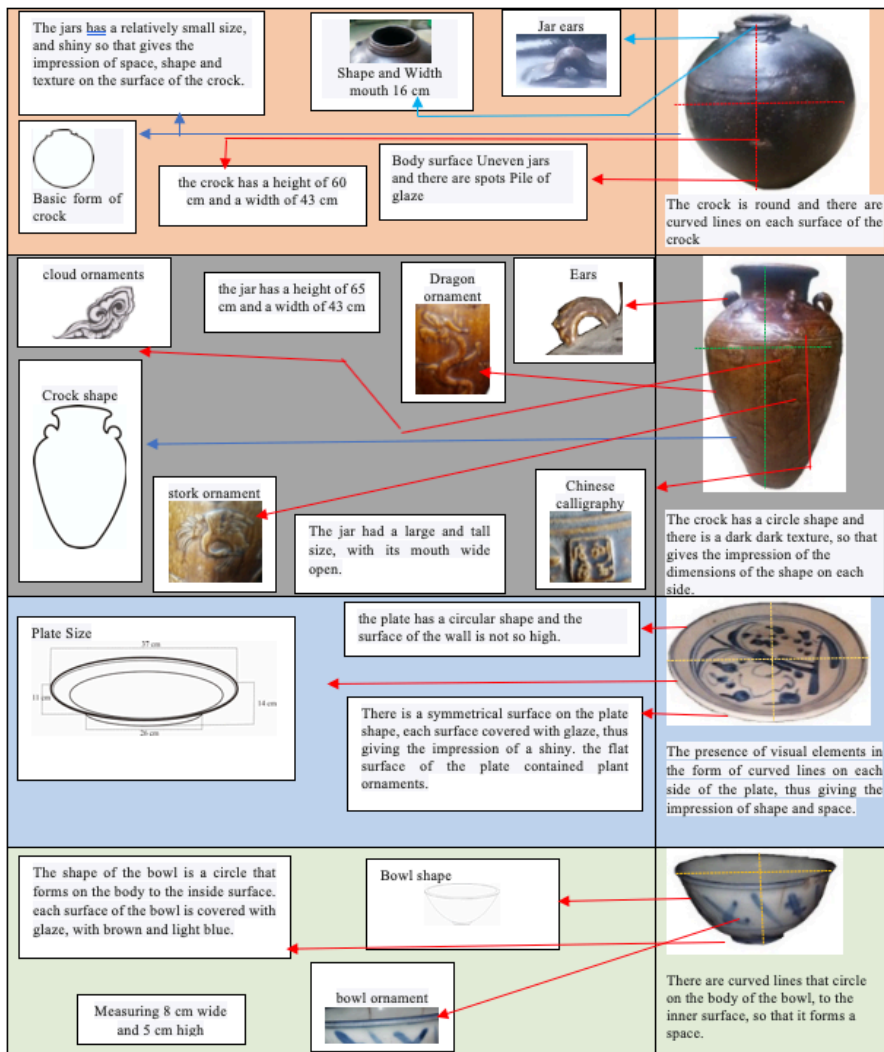 The jars has a relatively small size,
and shiny so that gives the
impression of space, shape and
texture on the surface of the crock.
Shape and Width
mouth 16 cm
Jar ears
Basic form of
crock
the crock has a height of 60
cm and a width of 43 cm
Body surface Uneven jars
and there are spots Pile of
glaze
The crock is round and there are
curved lines on each surface of the
crock
cloud ornaments
the jar has a height of 65
cm and a width of 43 cm
Dragon
ornament
Ears
Crock shape
stork ornament
The jar had a large and tall
size, with its mouth wide
open.
Chinese
calligraphy
The crock has a circle shape and
there is a dark dark texture, so that
gives the impression of the
dimensions of the shape on each
side.
Plate Size
37 cm
11 cm
14 cm
26 cm
the plate has a circular shape and the
surface of the wall is not so high.
There is a symmetrical surface on the plate
shape, each surface covered with glaze, thus
giving the impression of a shiny. the flat
surface of the plate contained plant
ornaments.
The presence of visual elements in
the form of curved lines on each
side of the plate, thus giving the
impression of shape and space.
The shape of the bowl is a circle that
forms on the body to the inside surface.
each surface of the bowl is covered with
glaze, with brown and light blue.
Bowl shape
Measuring 8 cm wide
and 5 cm high
bowl ornament
There are curved lines that circle
on the body of the bowl, to the
inner surface, so that it forms a
space.